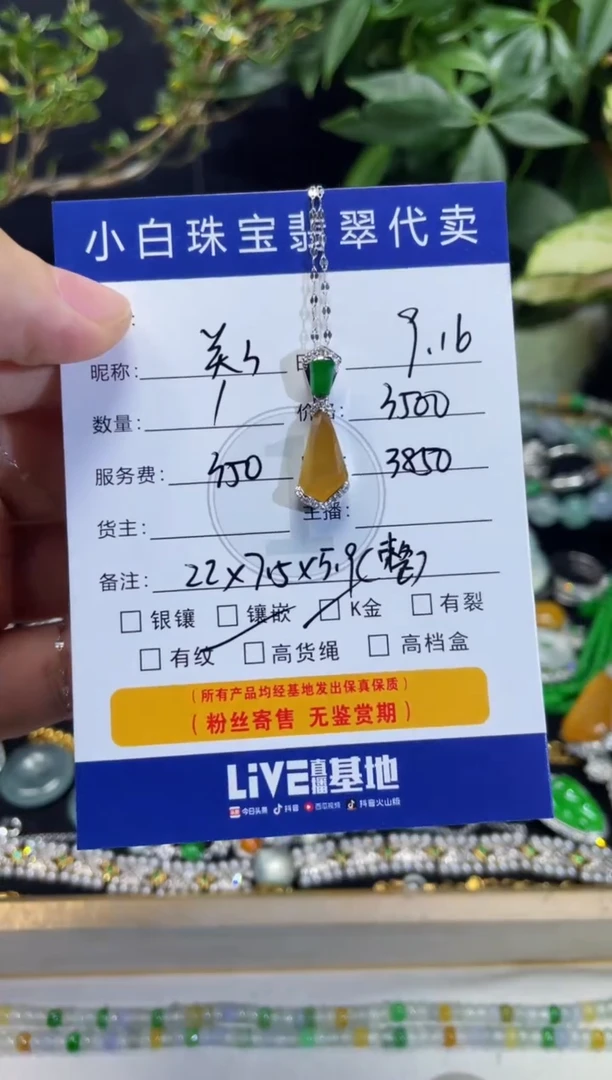 小白珠宝翡翠代卖
昵称: 美 9.16
数量: 1 价 : 3500
服务费: 350 : 3850
货主: 主播:
备注: 22×7.5×5.9(整)
银镶 镶嵌 K金 有裂
有纹 高货绳 高档盒
(所有产品均经基地发出保真保质)
(粉丝寄售 无鉴赏期)
LiVE直播基地
今日头条 抖音 西瓜视频 抖音火山版